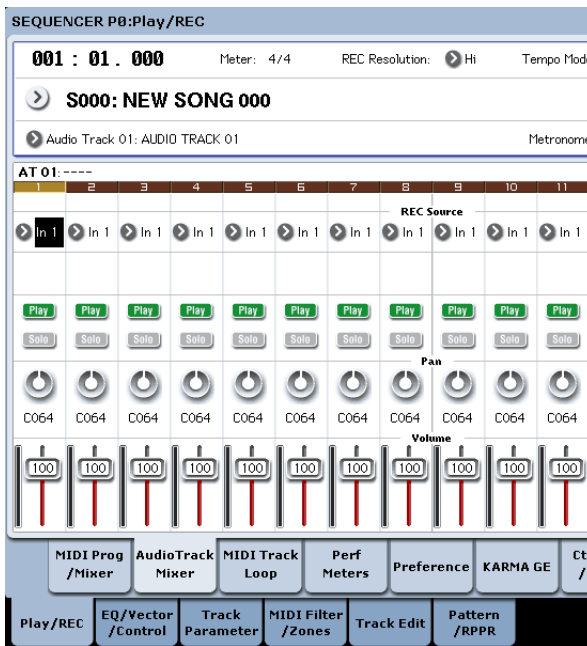 SEQUENCER P0:Play/REC
001 : 01 . 000 Meter: 4/4 REC Resolution: Hi Tempo Mod
S000: NEW SONG 000
Audio Track 01: AUDIO TRACK 01 Metronome
AT 01:----
1 2 3 4 5 6 7 8 9 10 11
REC Source
In 1 In 1 In 1 In 1 In 1 In 1 In 1 In 1 In 1 In 1 In 1
Play Play Play Play Play Play Play Play Play Play Play
Solo Solo Solo Solo Solo Solo Solo Solo Solo Solo Solo
Pan
C064 C064 C064 C064 C064 C064 C064 C064 C064 C064 C064
Volume
100 100 100 100 100 100 100 100 100 100 100
MIDI Prog AudioTrack MIDI Track Perf Preference KARMA GE Ct
/Mixer Mixer Loop Meters /
Play/REC EQ/Vector Track MIDI Filter Track Edit Pattern
/Control Parameter /Zones /RPPR